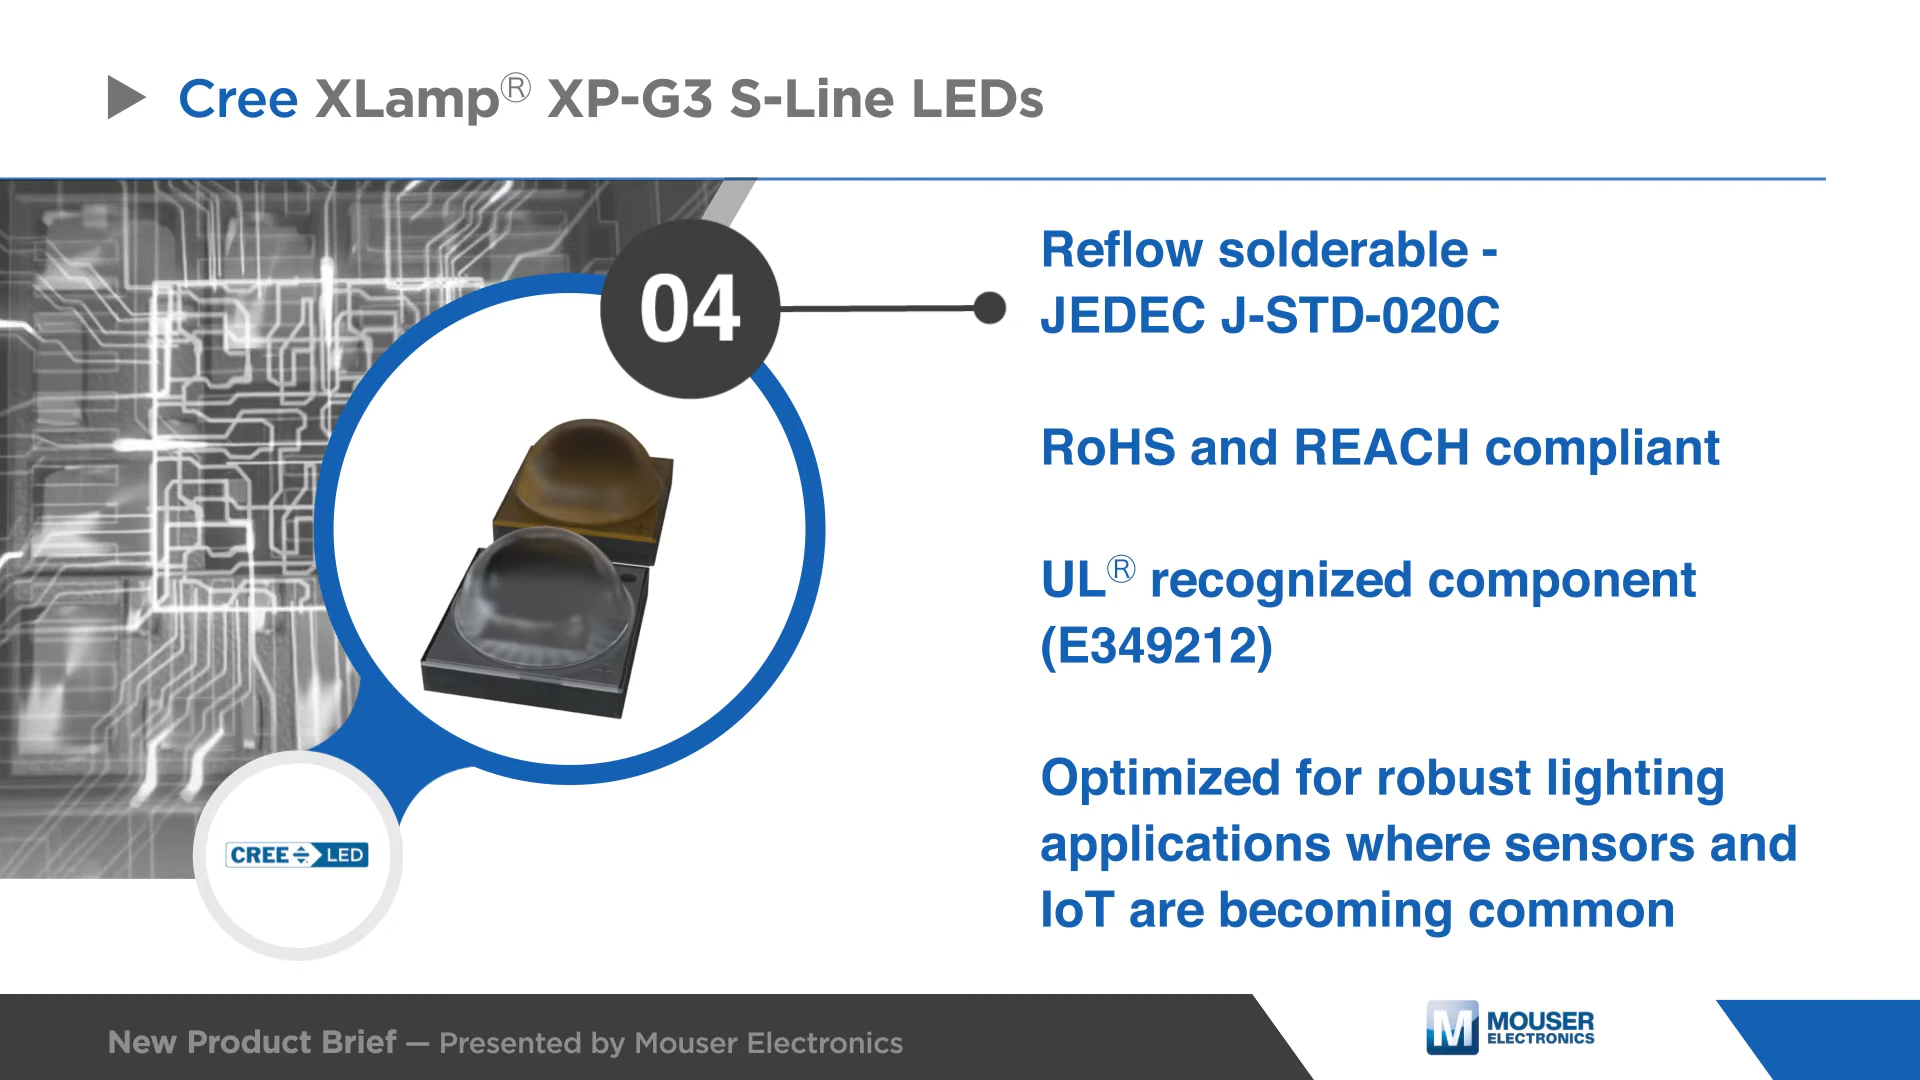 Cree XLamp® XP-G3 S-Line LEDs
04
Reflow solderable -
JEDEC J-STD-020C
RoHS and REACH compliant
UL® recognized component
(E349212)
Optimized for robust lighting
applications where sensors and
IoT are becoming common
CREE LED
New Product Brief — Presented by Mouser Electronics
M MOUSER
ELECTRONICS